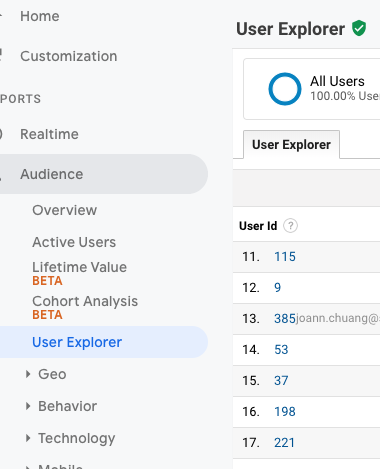 Home
Customization
PORTS
Realtime
Audience
Overview
Active Users
Lifetime Value
BETA
Cohort Analysis
BETA
User Explorer
Geo
Behavior
Technology
Mobile
User Explorer
All Users
100.00% Use
User Explorer
User Id ?
11. 115
12. 9
13. 385joann.chuang@
14. 53
15. 37
16. 198
17. 221